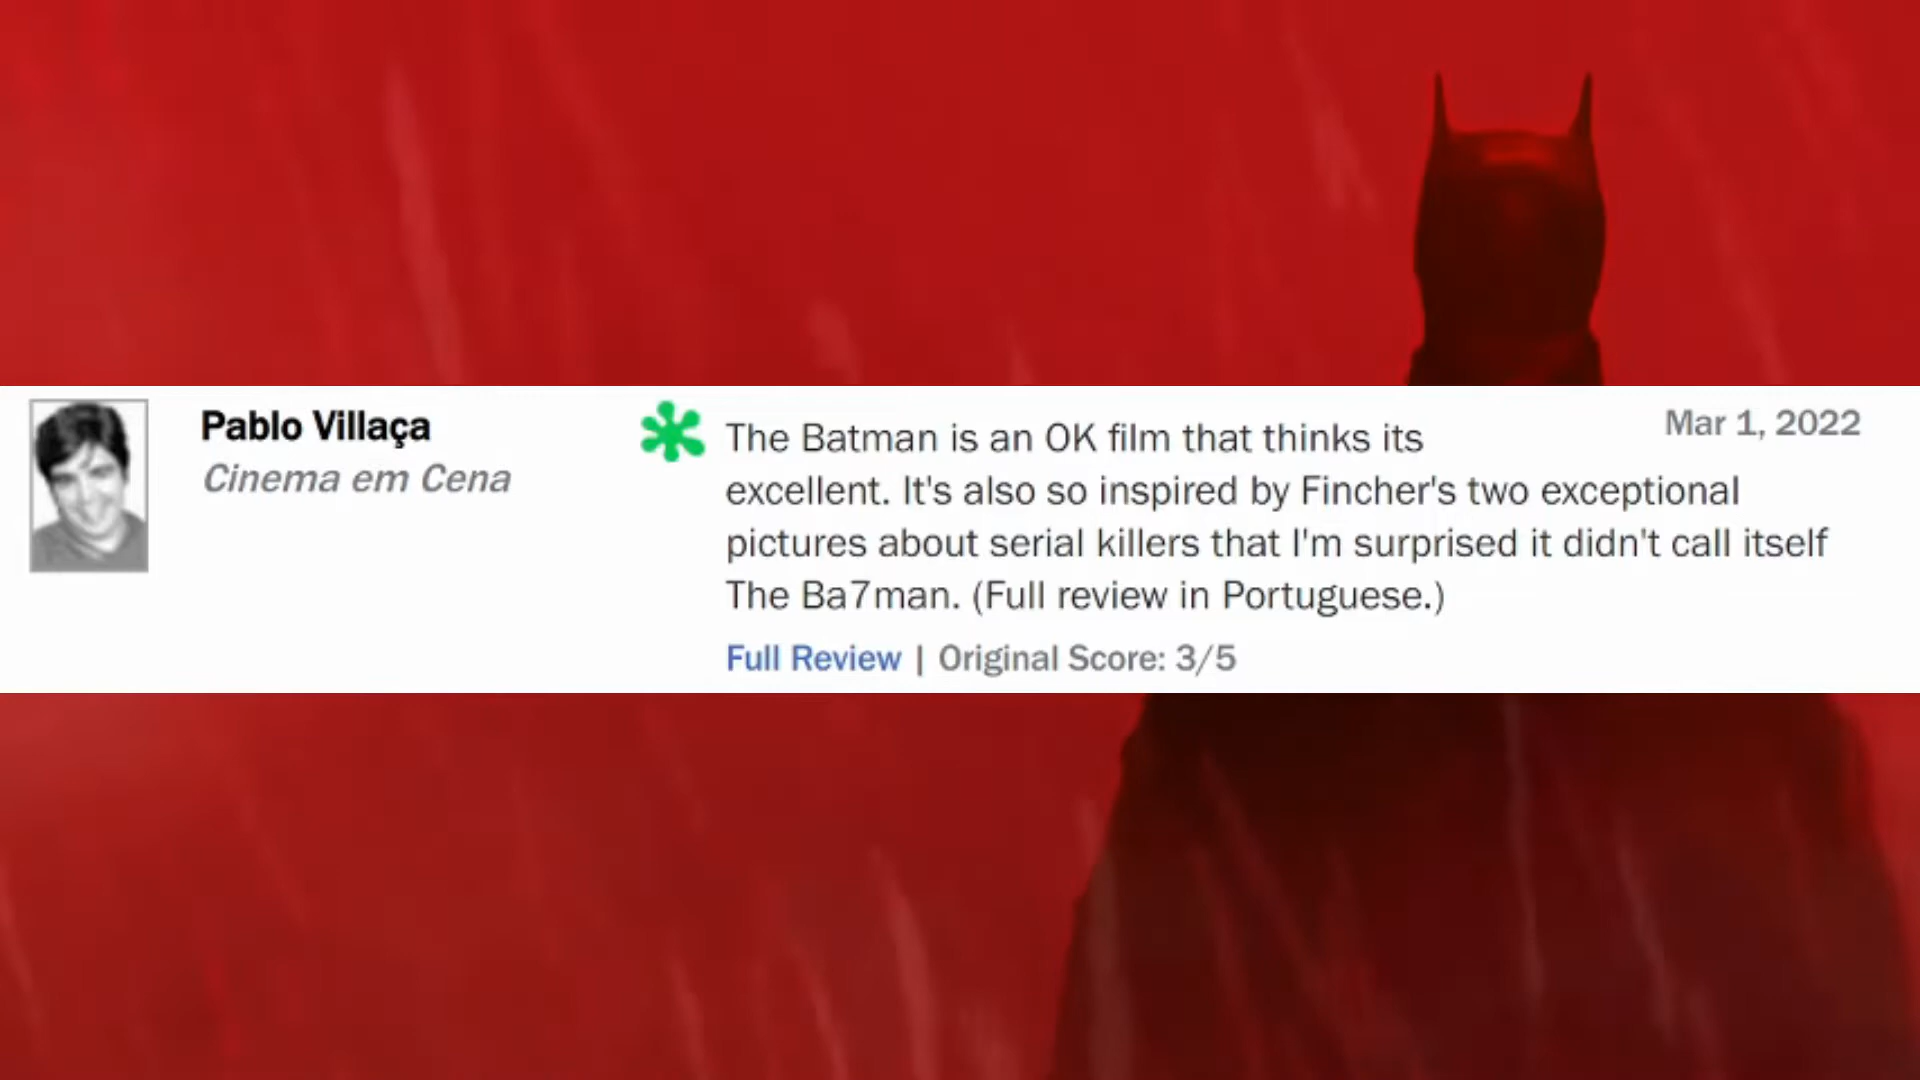 Pablo Villaça
Cinema em Cena
The Batman is an OK film that thinks its
Mar 1, 2022
excellent. It's also so inspired by Fincher's two exceptional
pictures about serial killers that I'm surprised it didn't call itself
The Ba7man. (Full review in Portuguese.)
Full Review | Original Score: 3/5